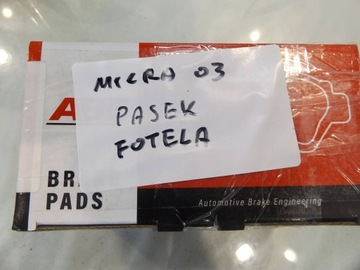 MICRA 03
PASEK
FOTELA
A
BR
PADS
Automotive Brake Engineering